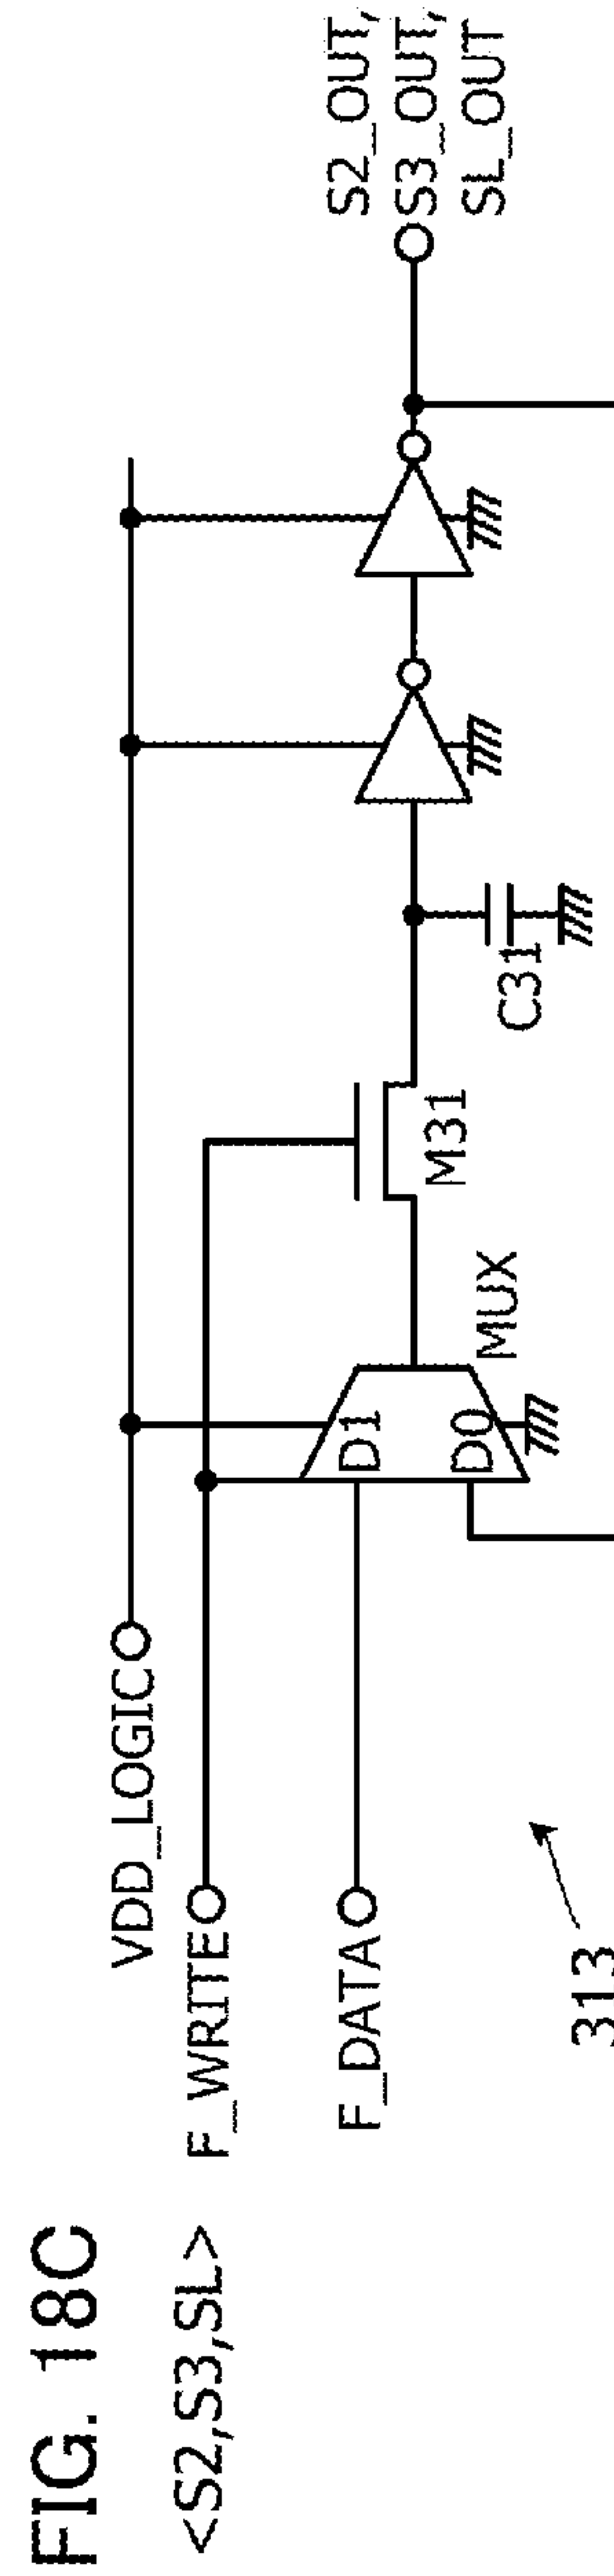 FIG. 18C
<S2,S3,SL>
VDD_LOGIC
F_WRITE
F_DATA
D1
D0
MUX
M31
C31
S2_OUT,
S3_OUT,
SL_OUT
313